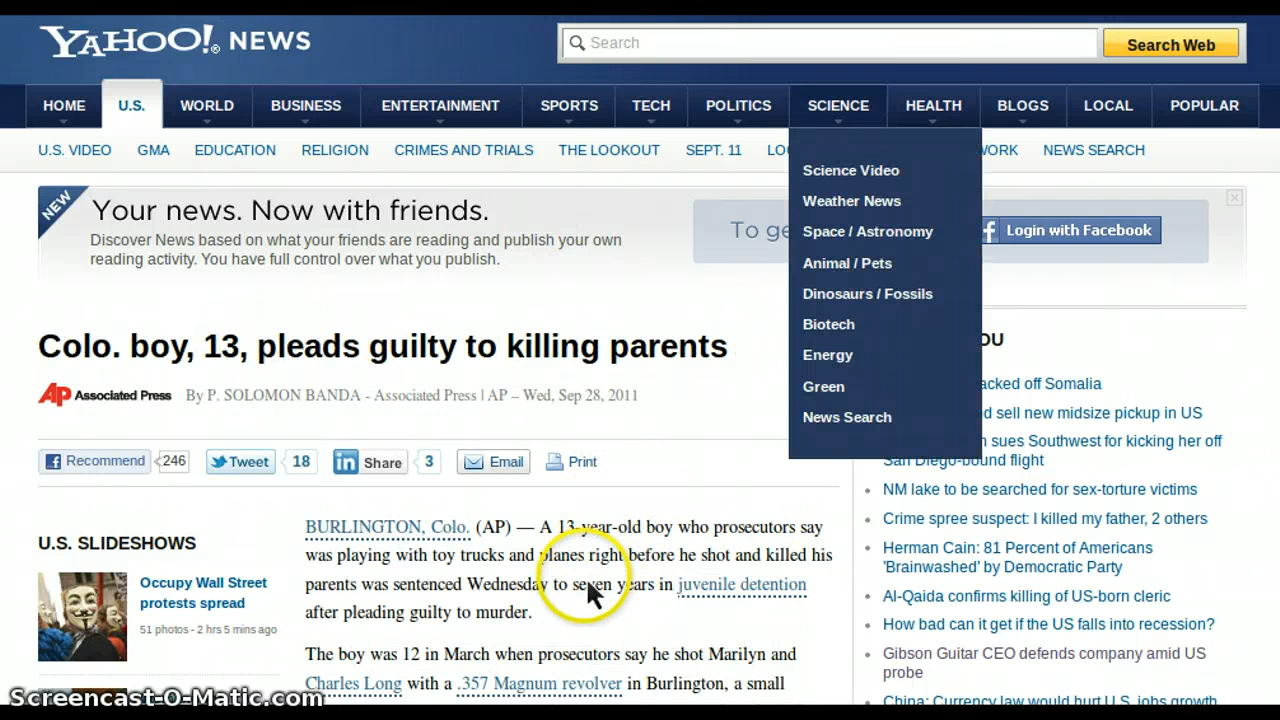 YAHOO! NEWS
Search
Search Web
HOME U.S. WORLD BUSINESS ENTERTAINMENT SPORTS TECH POLITICS SCIENCE HEALTH BLOGS LOCAL POPULAR
U.S. VIDEO GMA EDUCATION RELIGION CRIMES AND TRIALS THE LOOKOUT SEPT. 11 LO WORK NEWS SEARCH
Science Video
Weather News
Space / Astronomy
Animal / Pets
Dinosaurs / Fossils
Biotech
Energy
Green
News Search
NEW
Your news. Now with friends.
Discover News based on what your friends are reading and publish your own
reading activity. You have full control over what you publish.
To ge
Login with Facebook
Colo. boy, 13, pleads guilty to killing parents
AP Associated Press By P. SOLOMON BANDA - Associated Press | AP – Wed, Sep 28, 2011
Recommend 246 Tweet 18 Share 3 Email Print
U.S. SLIDESHOWS
Occupy Wall Street
protests spread
51 photos - 2 hrs 5 mins ago
BURLINGTON, Colo. (AP) — A 13-year-old boy who prosecutors say
was playing with toy trucks and planes right before he shot and killed his
parents was sentenced Wednesday to seven years in juvenile detention
after pleading guilty to murder.
The boy was 12 in March when prosecutors say he shot Marilyn and
Charles Long with a .357 Magnum revolver in Burlington, a small
OU
acked off Somalia
d sell new midsize pickup in US
n sues Southwest for kicking her off
San Diego-bound flight
NM lake to be searched for sex-torture victims
Crime spree suspect: I killed my father, 2 others
Herman Cain: 81 Percent of Americans
'Brainwashed' by Democratic Party
Al-Qaida confirms killing of US-born cleric
How bad can it get if the US falls into recession?
Gibson Guitar CEO defends company amid US
probe
China: Currency law would hurt U.S. jobs growth
Screencast-O-Matic.com